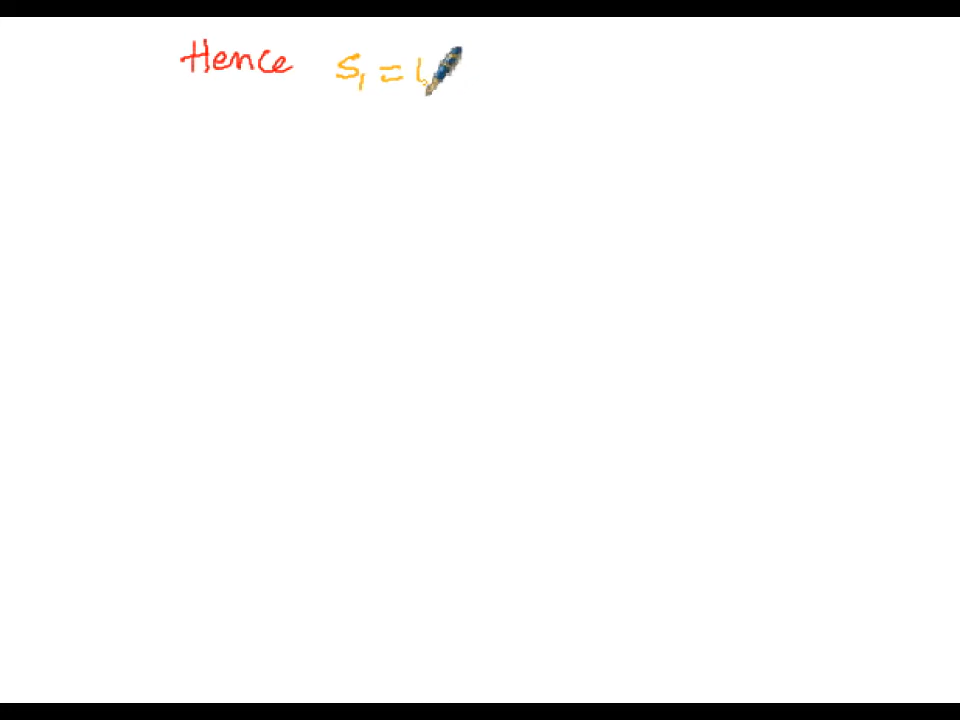 Hence S₁ =